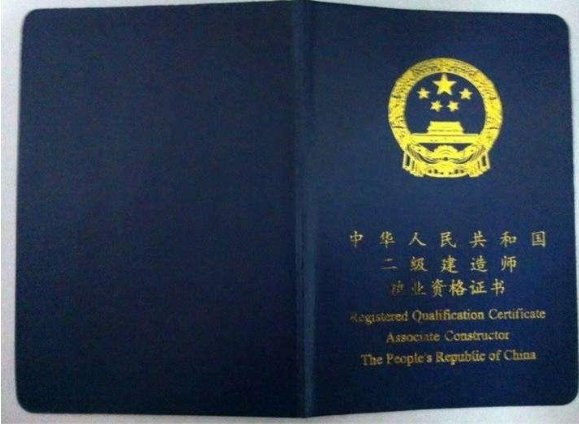 中华人民共和国
二级建造师
执业资格证书
Registered Qualification Certificate
Associate Constructor
The People's Republic of China